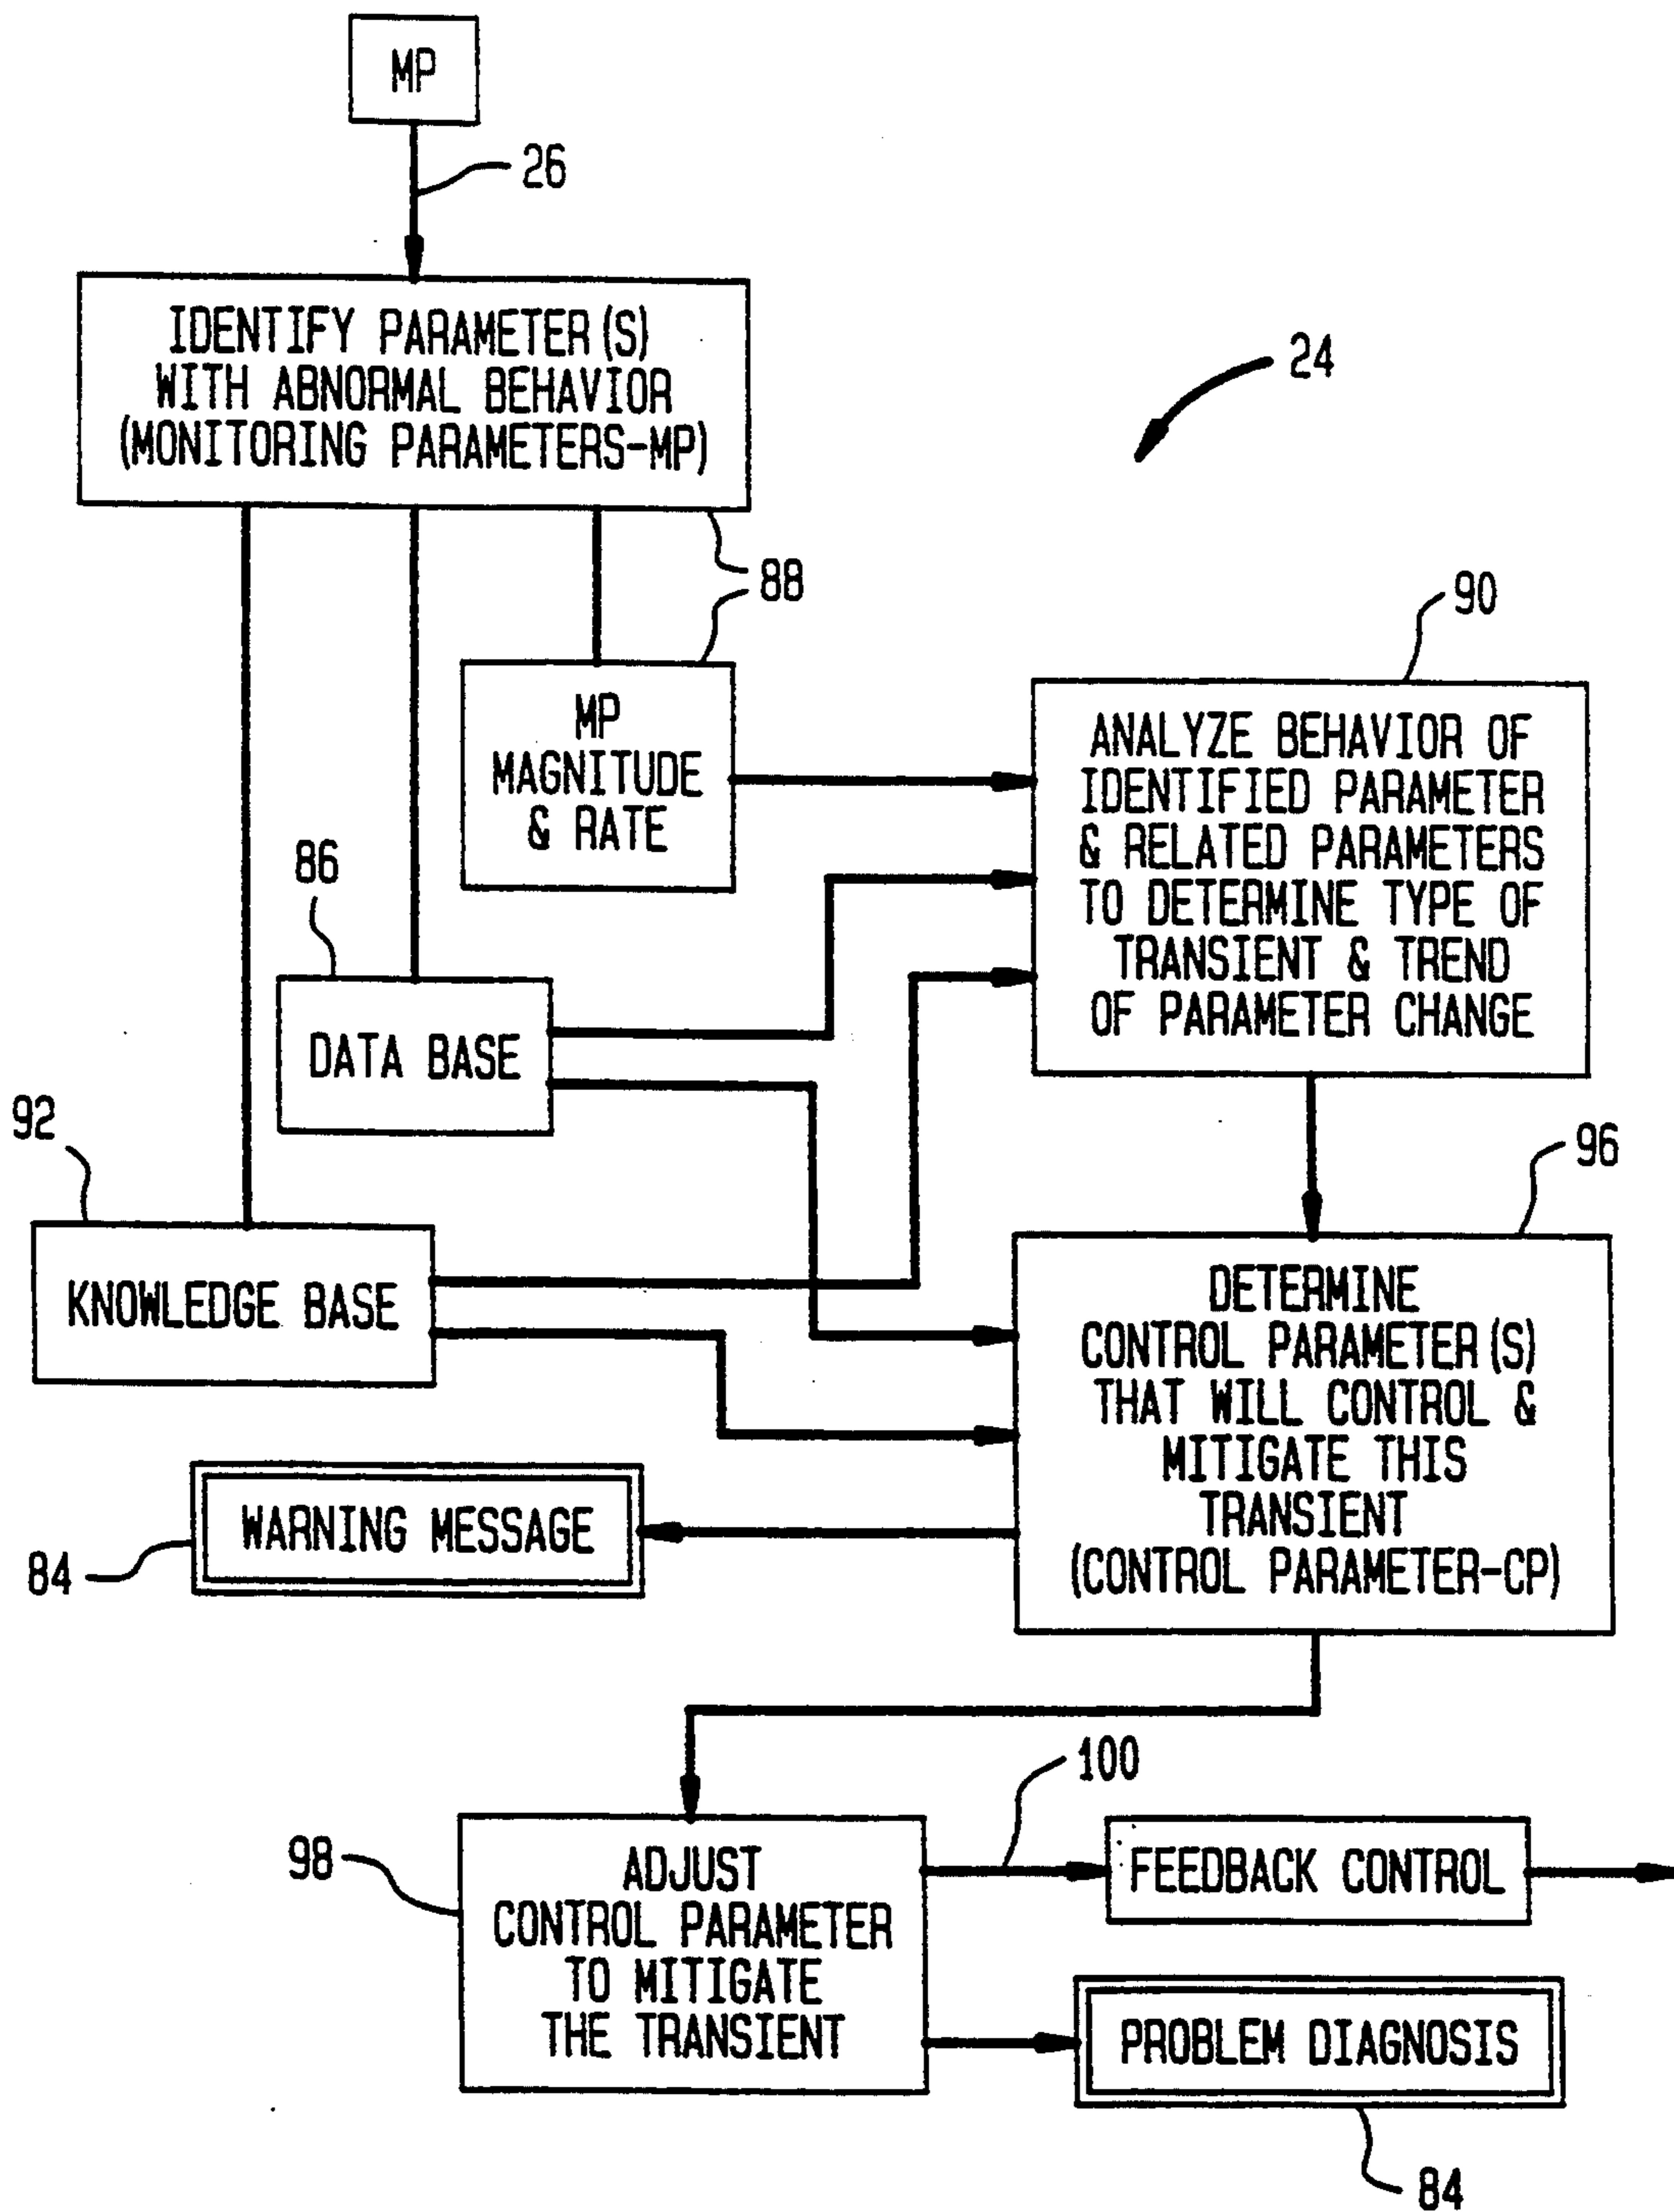 MP
26
IDENTIFY PARAMETER(S)
WITH ABNORMAL BEHAVIOR
(MONITORING PARAMETERS-MP)
24
88
90
MP
MAGNITUDE
& RATE
ANALYZE BEHAVIOR OF
IDENTIFIED PARAMETER
& RELATED PARAMETERS
TO DETERMINE TYPE OF
TRANSIENT & TREND
OF PARAMETER CHANGE
86
DATA BASE
92
96
KNOWLEDGE BASE
DETERMINE
CONTROL PARAMETER(S)
THAT WILL CONTROL &
MITIGATE THIS
TRANSIENT
(CONTROL PARAMETER-CP)
WARNING MESSAGE
84
100
98
ADJUST
CONTROL PARAMETER
TO MITIGATE
THE TRANSIENT
FEEDBACK CONTROL
PROBLEM DIAGNOSIS
84